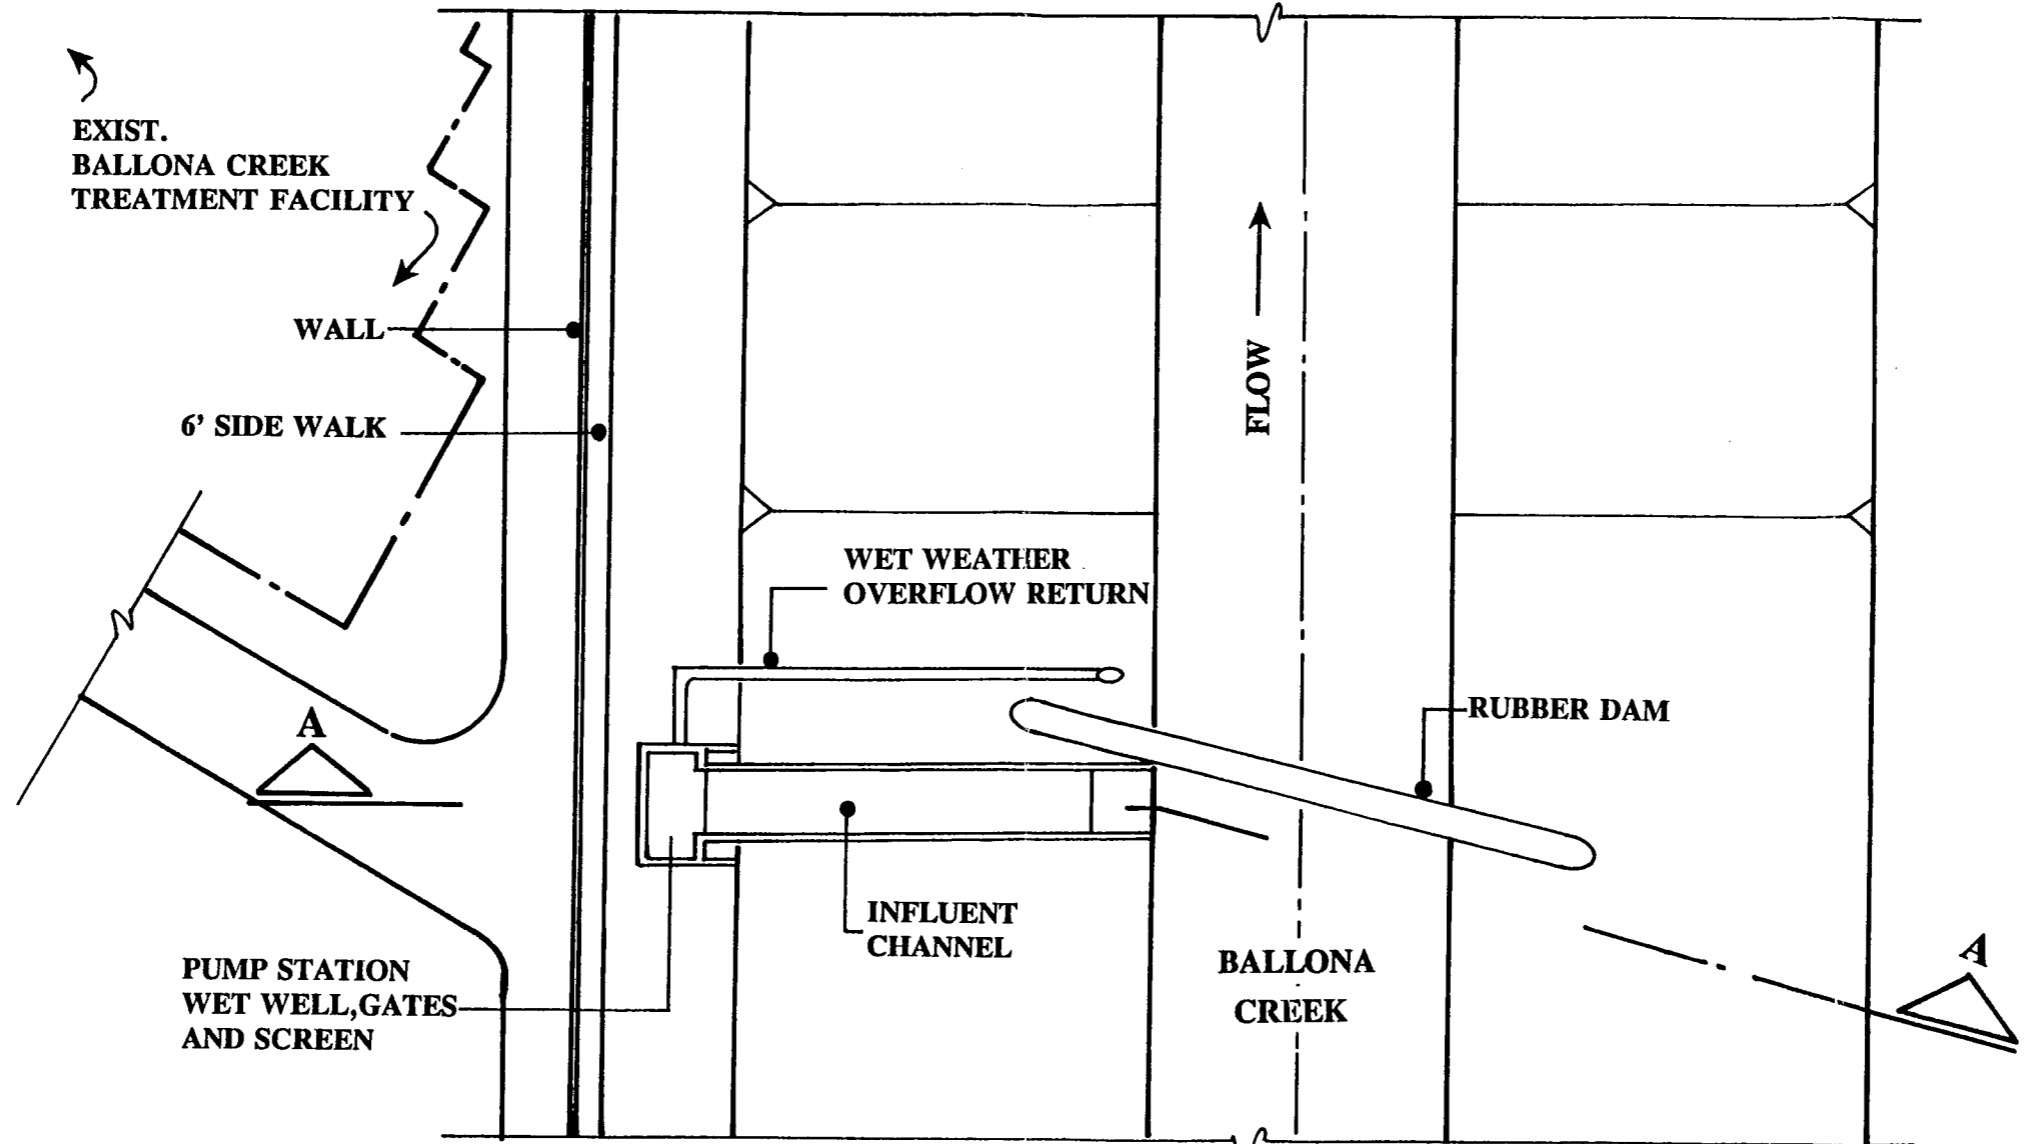 EXIST.
BALLONA CREEK
TREATMENT FACILITY
WALL
6' SIDE WALK
FLOW
WET WEATHER
OVERFLOW RETURN
RUBBER DAM
A
INFLUENT
CHANNEL
PUMP STATION
WET WELL,GATES
AND SCREEN
BALLONA
CREEK
A